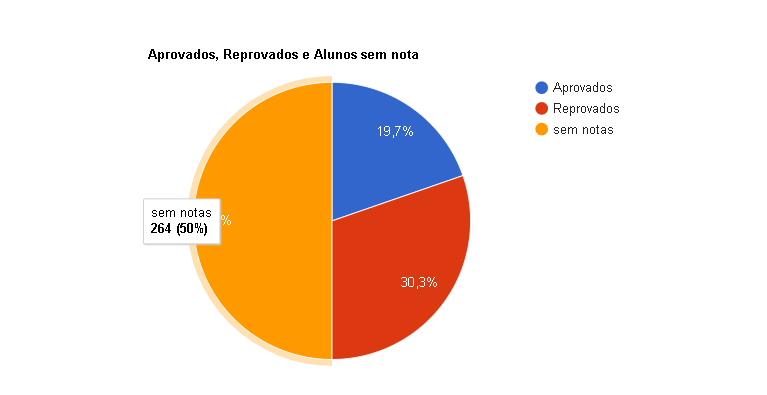 Aprovados, Reprovados e Alunos sem nota
Aprovados
Reprovados
sem notas
19,7%
30,3%
%
sem notas
264 (50%)